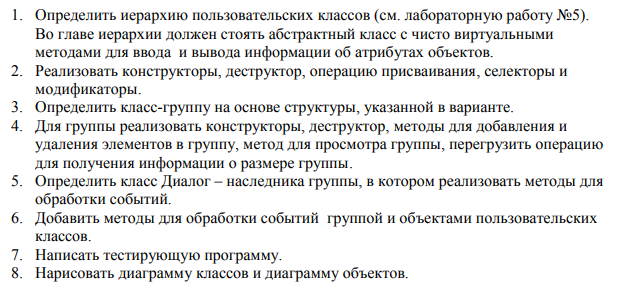 1. Определить иерархию пользовательских классов (см. лабораторную работу №5).
Во главе иерархии должен стоять абстрактный класс с чисто виртуальными
методами для ввода и вывода информации об атрибутах объектов.
2. Реализовать конструкторы, деструктор, операцию присваивания, селекторы и
модификаторы.
3. Определить класс-группу на основе структуры, указанной в варианте.
4. Для группы реализовать конструкторы, деструктор, методы для добавления и
удаления элементов в группу, метод для просмотра группы, перегрузить операцию
для получения информации о размере группы.
5. Определить класс Диалог – наследника группы, в котором реализовать методы для
обработки событий.
6. Добавить методы для обработки событий группой и объектами пользовательских
классов.
7. Написать тестирующую программу.
8. Нарисовать диаграмму классов и диаграмму объектов.